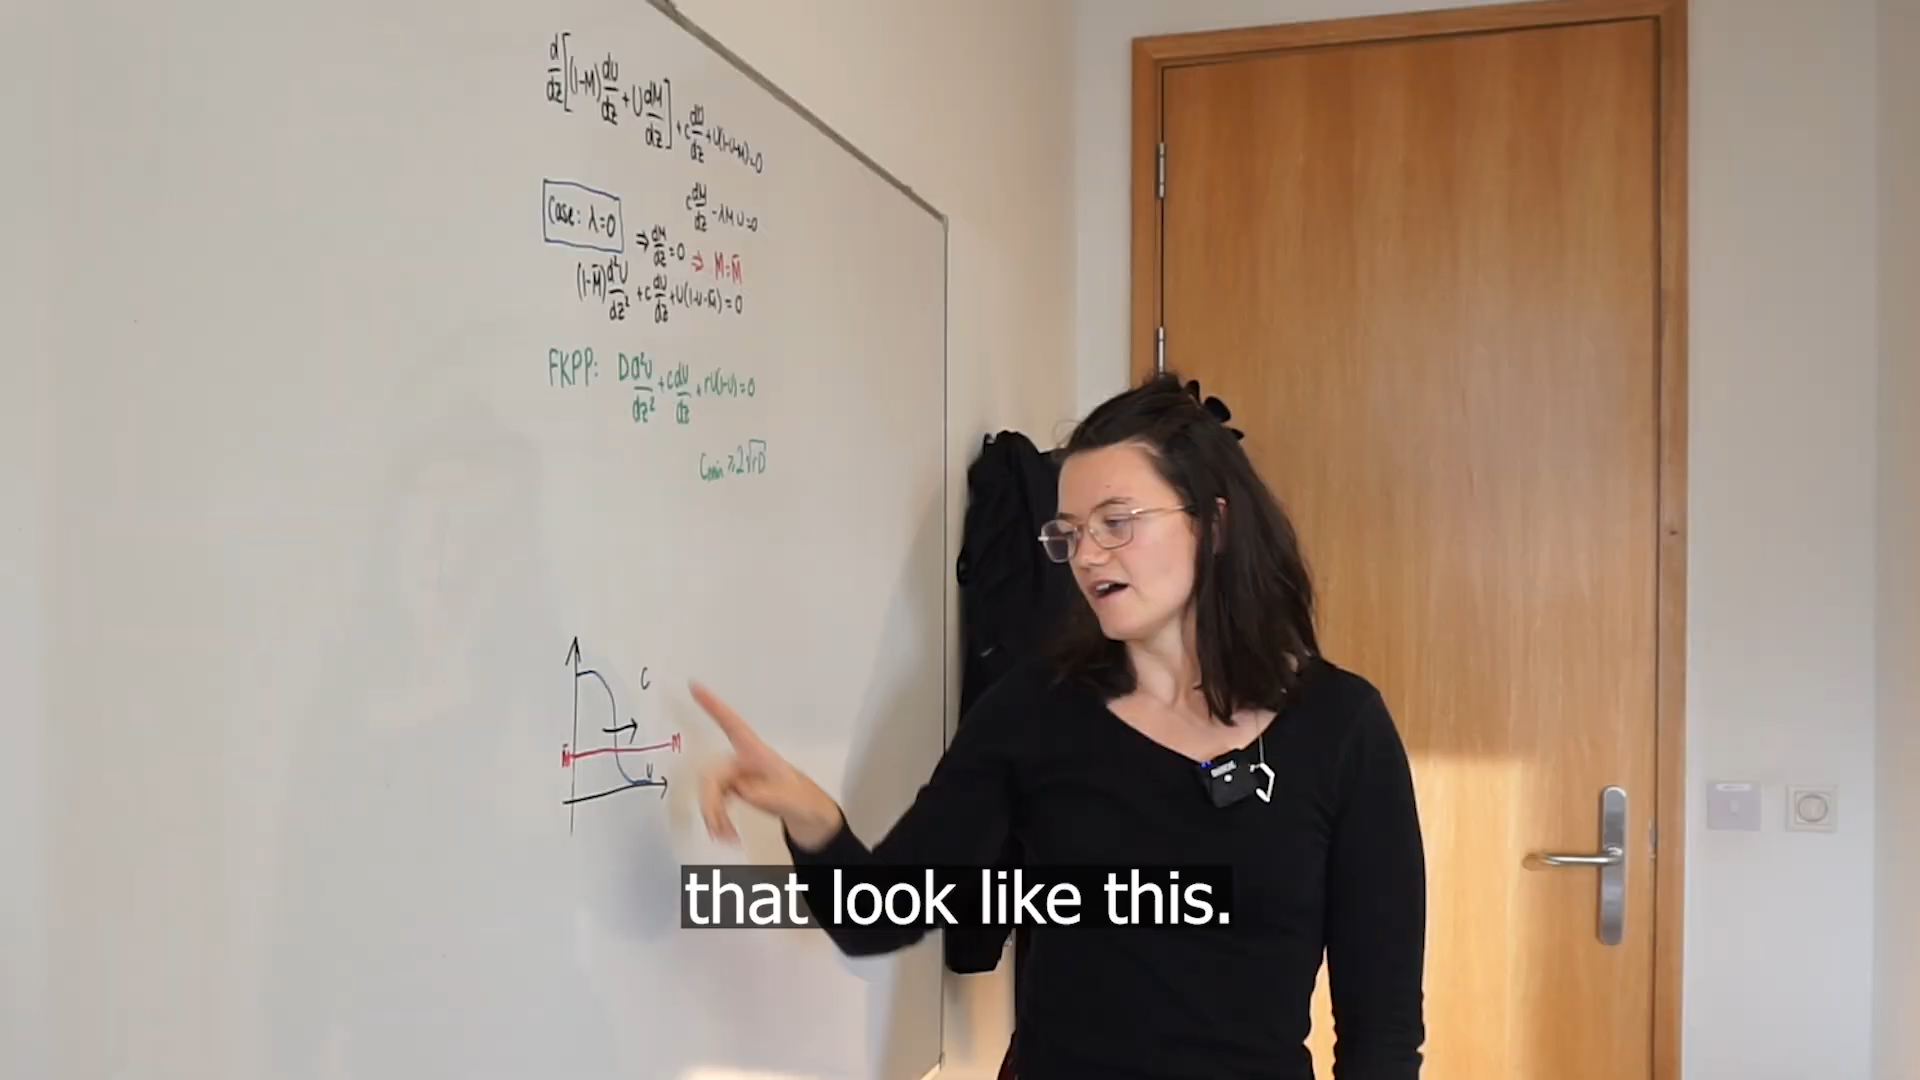 d/dz[(1-M)dU/dz + U dM/dz] + c dU/dz + U(1-U-M)=0
c dM/dz - λMU=0
Case: λ=0
⇒ dM/dz = 0 ⇒ M=M̄
(1-M̄)d²U/dz² + c dU/dz + U(1-U-M̄)=0
FKPP: D d²U/dz² + c dU/dz + rU(1-U)=0
Cmin ≥ 2√rD
C
M̄
M
U
that look like this.